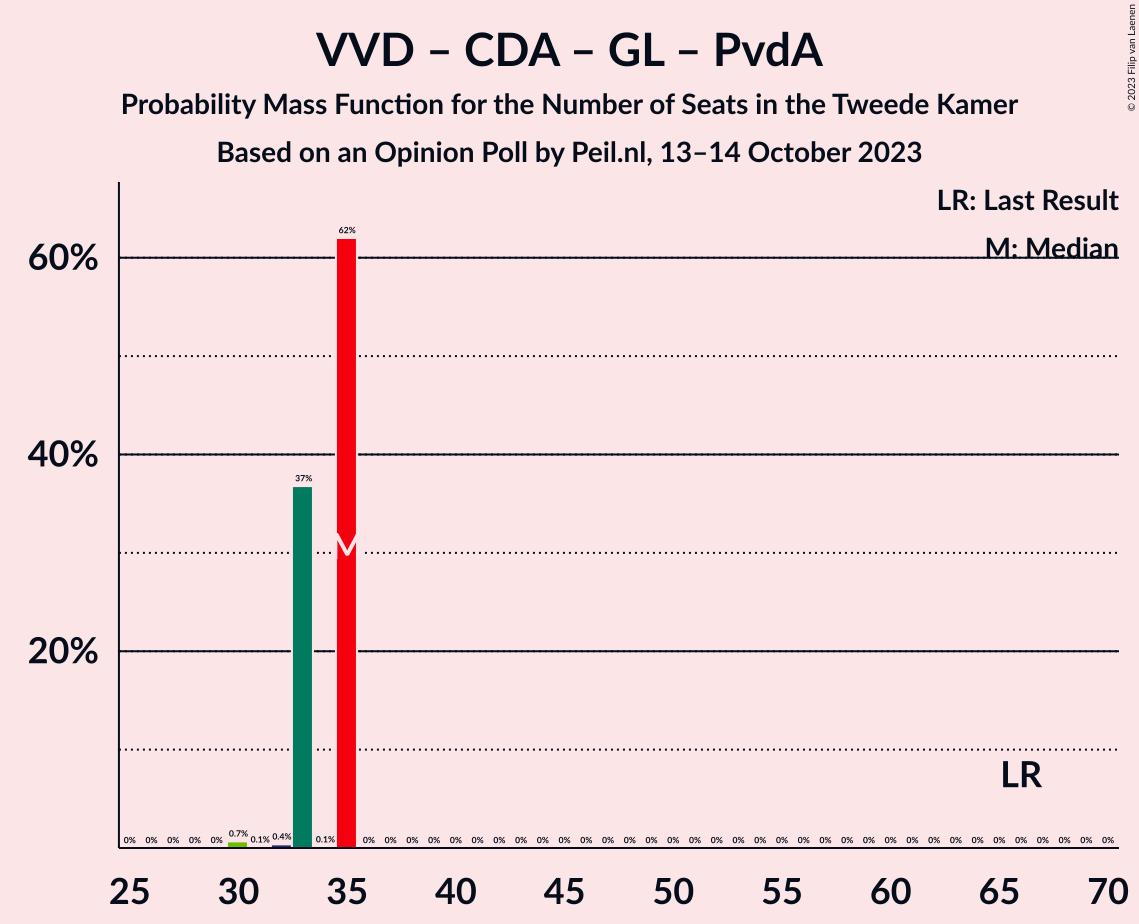 VVD – CDA – GL – PvdA
Probability Mass Function for the Number of Seats in the Tweede Kamer
Based on an Opinion Poll by Peil.nl, 13–14 October 2023
© 2023 Filip van Laenen
LR: Last Result
M: Median
60%
40%
20%
62%
37%
M
LR
0% 0% 0% 0% 0% 0.7% 0.1% 0.4% 0.1% 0% 0% 0% 0% 0% 0% 0% 0% 0% 0% 0% 0% 0% 0% 0% 0% 0% 0% 0% 0% 0% 0% 0% 0% 0% 0% 0% 0% 0% 0% 0% 0% 0% 0% 0%
25 30 35 40 45 50 55 60 65 70